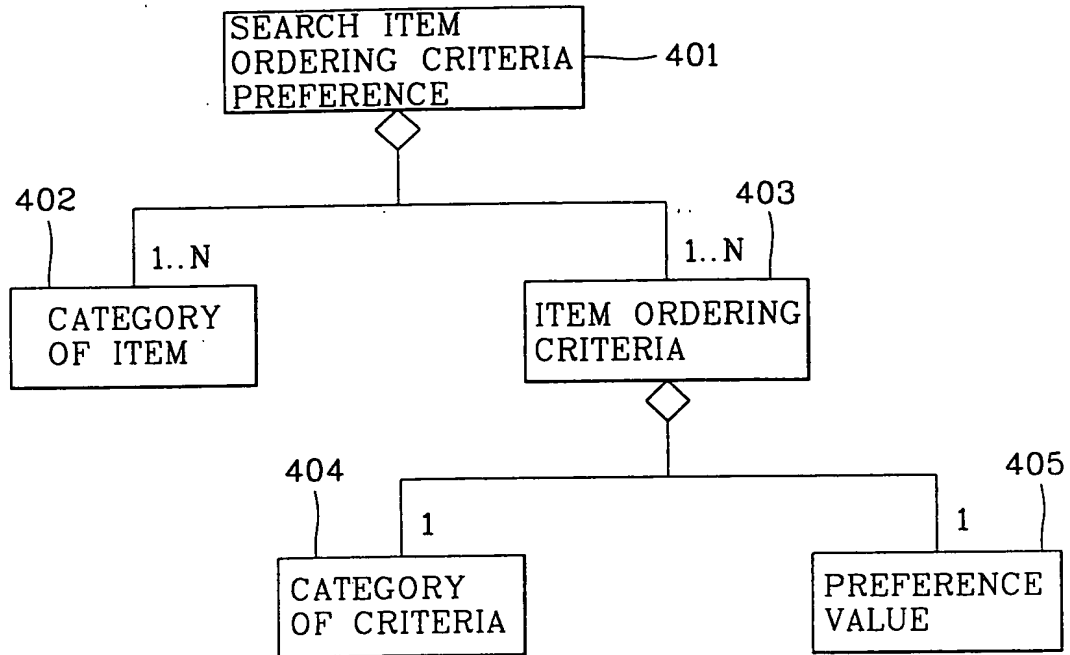 SEARCH ITEM
ORDERING CRITERIA
PREFERENCE
401
402
403
1..N
1..N
CATEGORY
OF ITEM
ITEM ORDERING
CRITERIA
404
405
1
1
CATEGORY
OF CRITERIA
PREFERENCE
VALUE